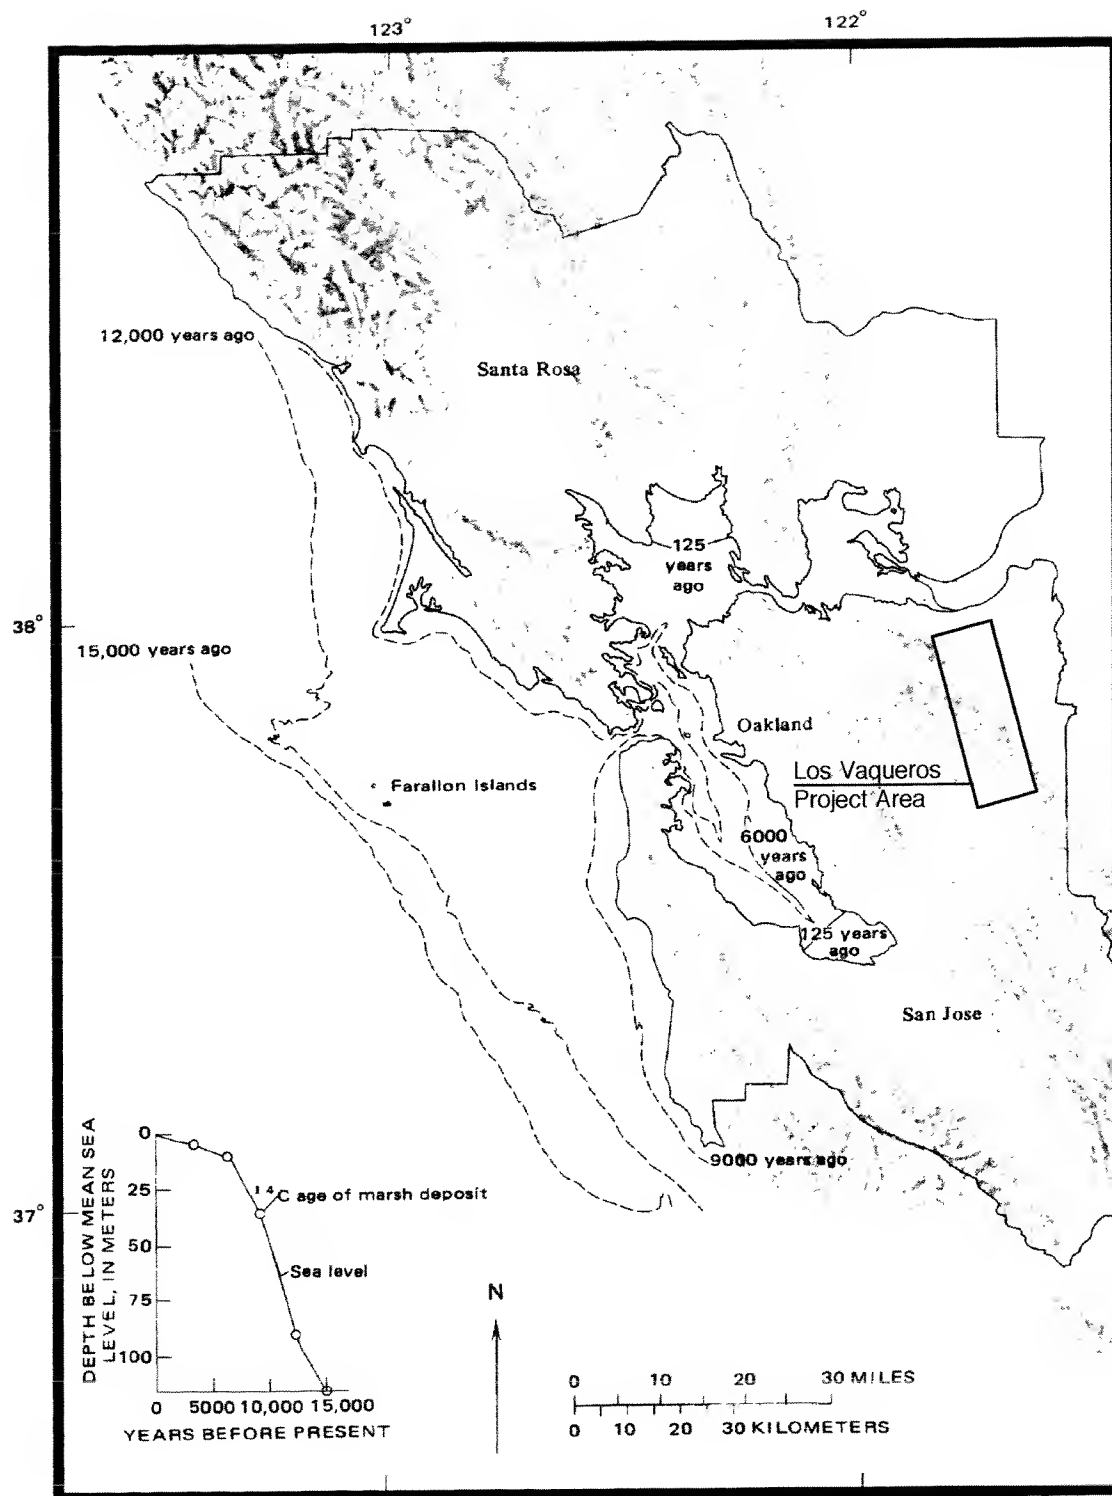 123°
122°
12,000 years ago
Santa Rosa
125
years
ago
38°
15,000 years ago
Oakland
Farallon Islands
Los Vaqueros
Project Area
6000
years
ago
125 years
ago
San Jose
9000 years ago
37°
DEPTH BELOW MEAN SEA
LEVEL, IN METERS
0
25
50
75
100
14C age of marsh deposit
Sea level
0 5000 10,000 15,000
YEARS BEFORE PRESENT
N
0 10 20 30 MILES
0 10 20 30 KILOMETERS